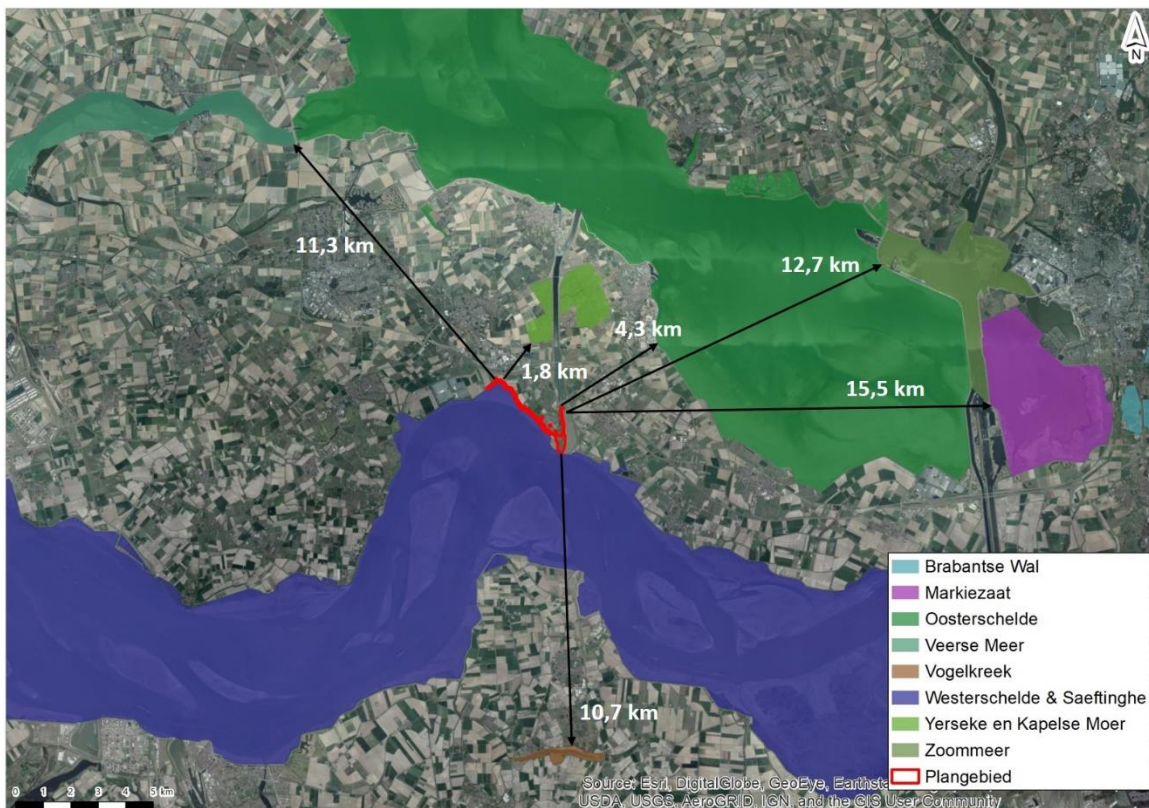 N
11,3 km
12,7 km
4,3 km
1,8 km
15,5 km
10,7 km
Brabantse Wal
Markiezaat
Oosterschelde
Veerse Meer
Vogelkreek
Westerschelde & Saeftinghe
Yerseke en Kapelse Moer
Zoommeer
Plangebied
0 1 2 3 4 5 km
Source: Esri, DigitalGlobe, GeoEye,
USDA, USGS, AeroGRID, IGN, and the GIS User Community